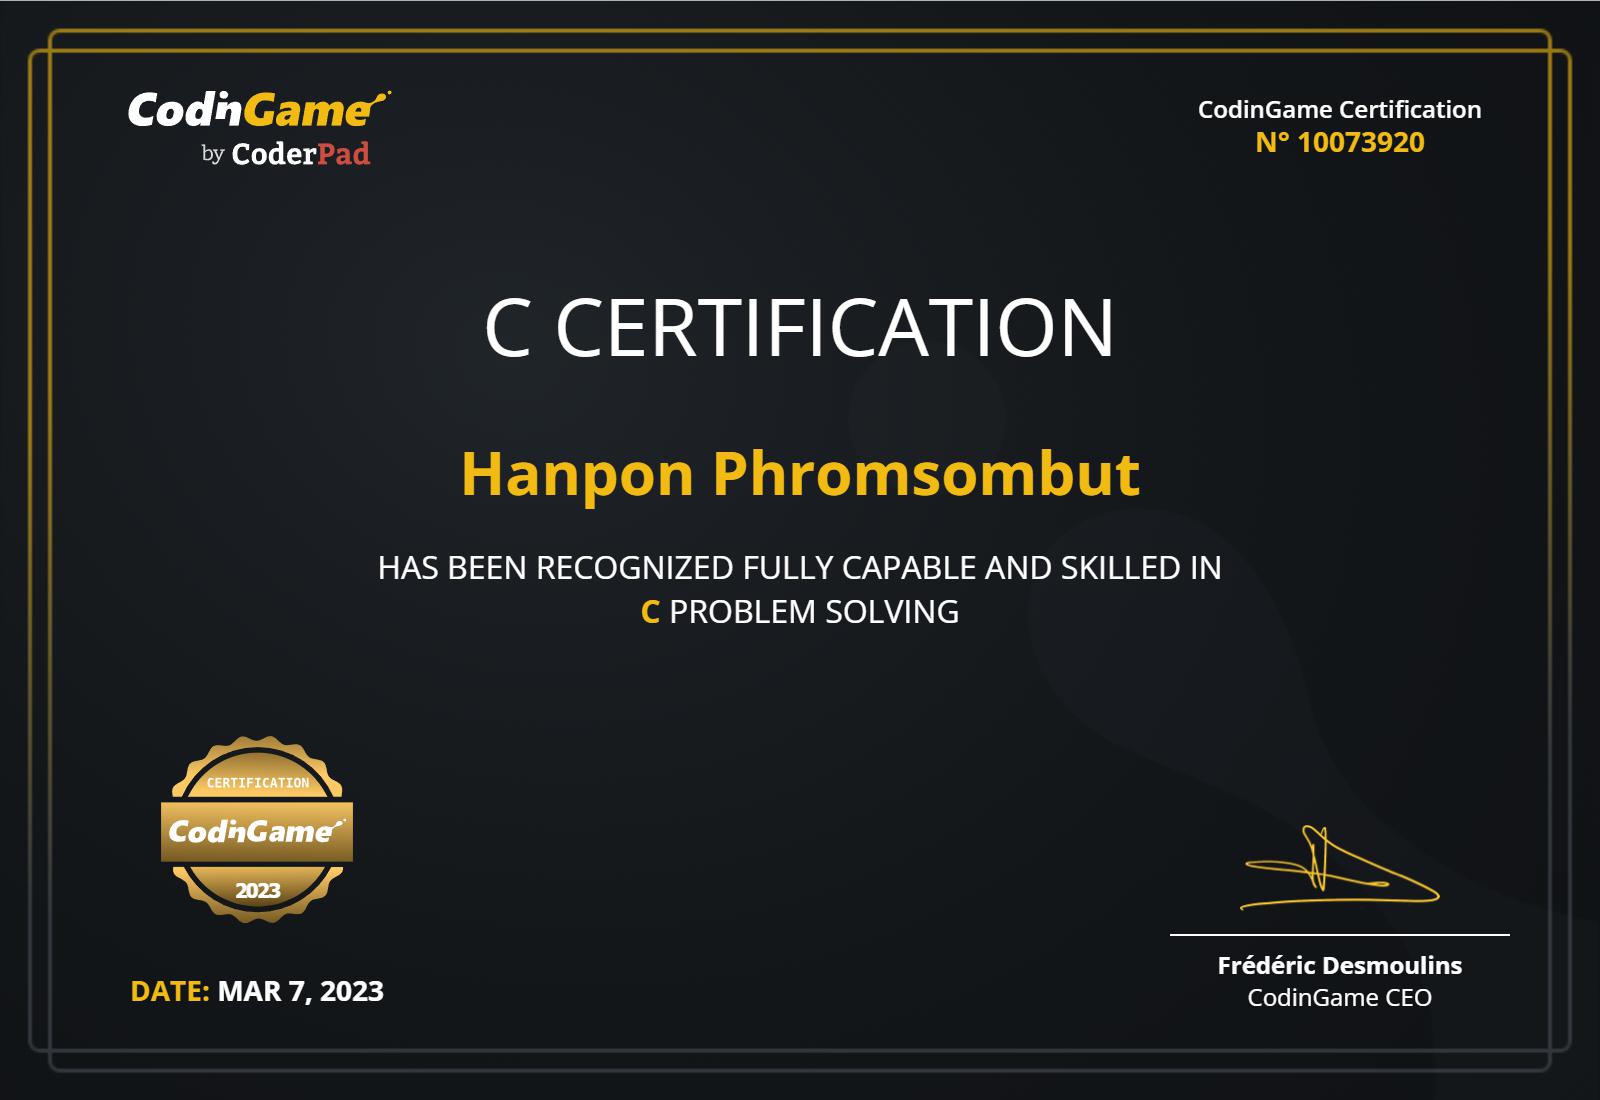 CodinGame
by CoderPad
CodinGame Certification
N° 10073920
C CERTIFICATION
Hanpon Phromsombut
HAS BEEN RECOGNIZED FULLY CAPABLE AND SKILLED IN
C PROBLEM SOLVING
CERTIFICATION
CodinGame
2023
DATE: MAR 7, 2023
Frédéric Desmoulins
CodinGame CEO